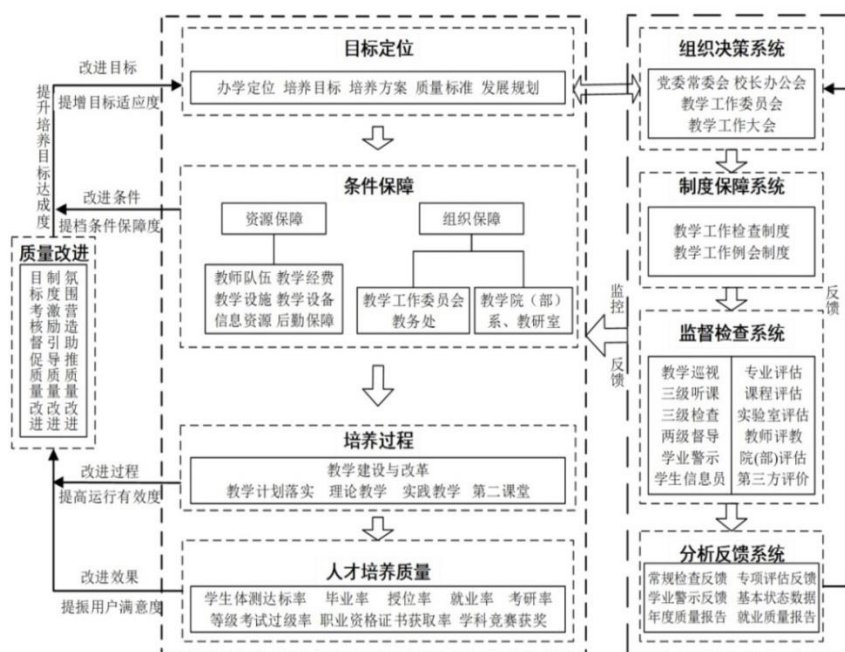 改进目标
提增目标适应度
提升培养目标达成度
改进条件
提档条件保障度
质量改进
目标考核督促质量改进
制度激励引导质量改进
氛围营造助推质量改进
改进过程
提高运行有效度
改进效果
提振用户满意度
目标定位
办学定位 培养目标 培养方案 质量标准 发展规划
条件保障
资源保障
组织保障
教师队伍 教学经费
教学设施 教学设备
信息资源 后勤保障
教学工作委员会
教务处
教学院（部）
系、教研室
培养过程
教学建设与改革
教学计划落实 理论教学 实践教学 第二课堂
人才培养质量
学生体测达标率 毕业率 授位率 就业率 考研率
等级考试过级率 职业资格证书获取率 学科竞赛获奖
监控
反馈
组织决策系统
党委常委会 校长办公会
教学工作委员会
教学工作大会
制度保障系统
教学工作检查制度
教学工作例会制度
监督检查系统
教学巡视
三级听课
三级检查
两级督导
学业警示
学生信息员
专业评估
课程评估
实验室评估
教师评教
院(部)评估
第三方评价
分析反馈系统
常规检查反馈 专项评估反馈
学业警示反馈 基本状态数据
年度质量报告 就业质量报告
反馈